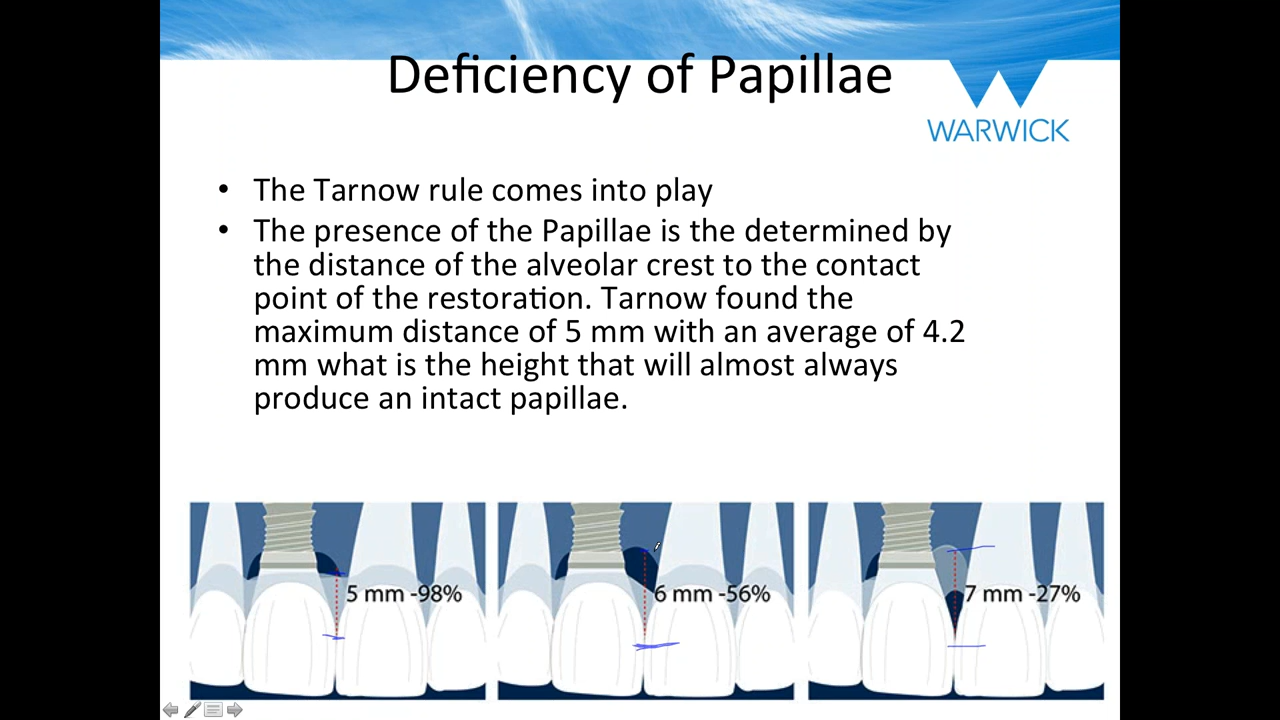 Deficiency of Papillae
WARWICK
• The Tarnow rule comes into play
• The presence of the Papillae is the determined by
the distance of the alveolar crest to the contact
point of the restoration. Tarnow found the
maximum distance of 5 mm with an average of 4.2
mm what is the height that will almost always
produce an intact papillae.
5 mm -98%
6 mm -56%
7 mm -27%